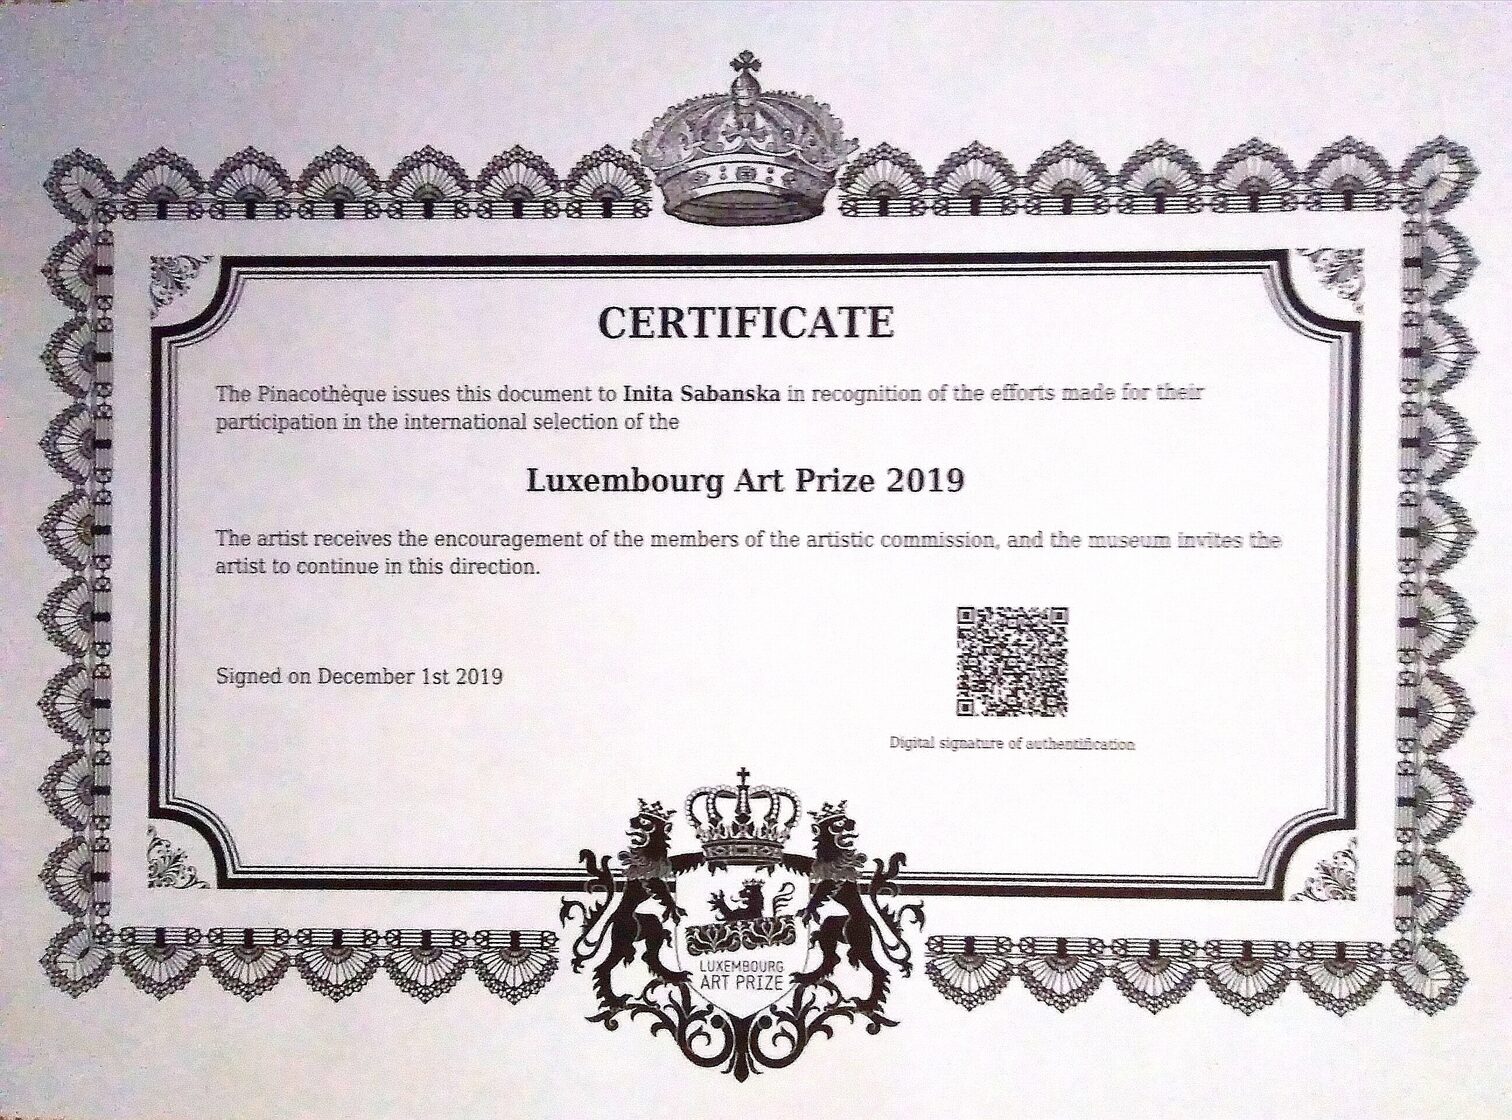 CERTIFICATE
The Pinacothèque issues this document to Inita Sabanska in recognition of the efforts made for their
participation in the international selection of the
Luxembourg Art Prize 2019
The artist receives the encouragement of the members of the artistic commission, and the museum invites the
artist to continue in this direction.
Signed on December 1st 2019
Digital signature of authentification
LUXEMBOURG
ART PRIZE